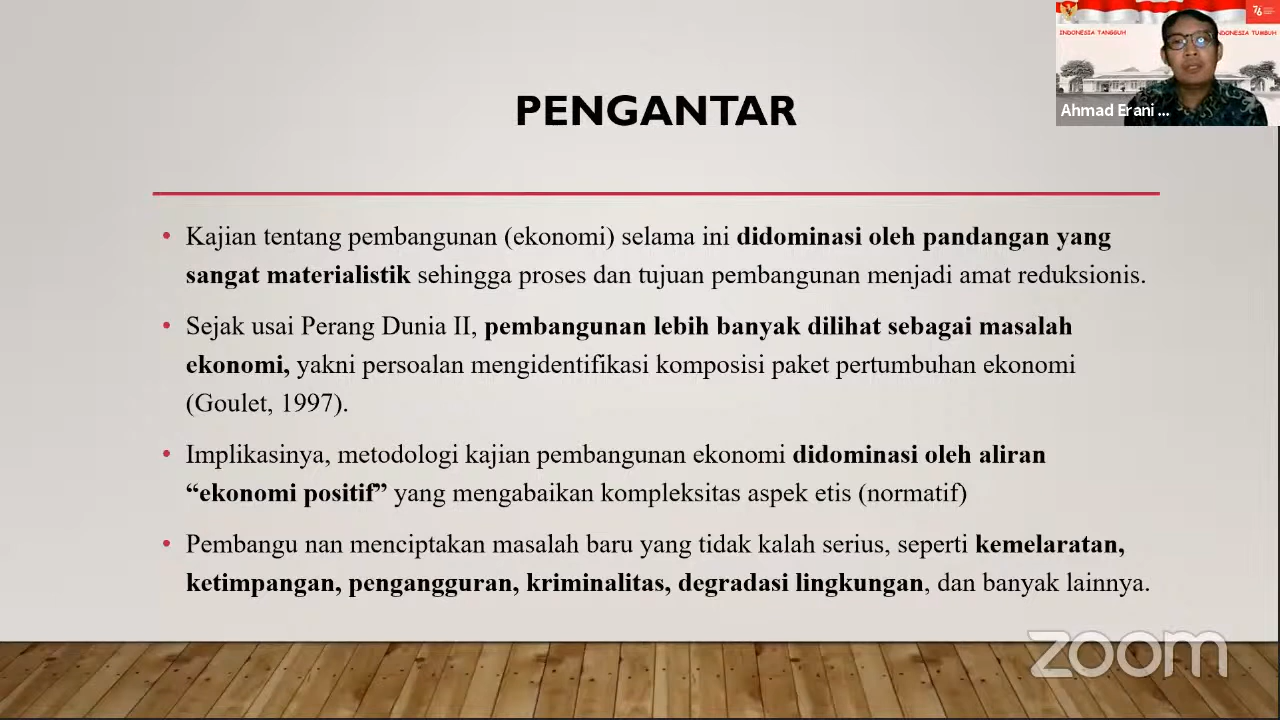 INDONESIA TANGGUH
INDONESIA TUMBUH
76
Ahmad Erani ...
PENGANTAR
• Kajian tentang pembangunan (ekonomi) selama ini didominasi oleh pandangan yang
sangat materialistik sehingga proses dan tujuan pembangunan menjadi amat reduksionis.
• Sejak usai Perang Dunia II, pembangunan lebih banyak dilihat sebagai masalah
ekonomi, yakni persoalan mengidentifikasi komposisi paket pertumbuhan ekonomi
(Goulet, 1997).
• Implikasinya, metodologi kajian pembangunan ekonomi didominasi oleh aliran
“ekonomi positif” yang mengabaikan kompleksitas aspek etis (normatif)
• Pembangu nan menciptakan masalah baru yang tidak kalah serius, seperti kemelaratan,
ketimpangan, pengangguran, kriminalitas, degradasi lingkungan, dan banyak lainnya.
zoom